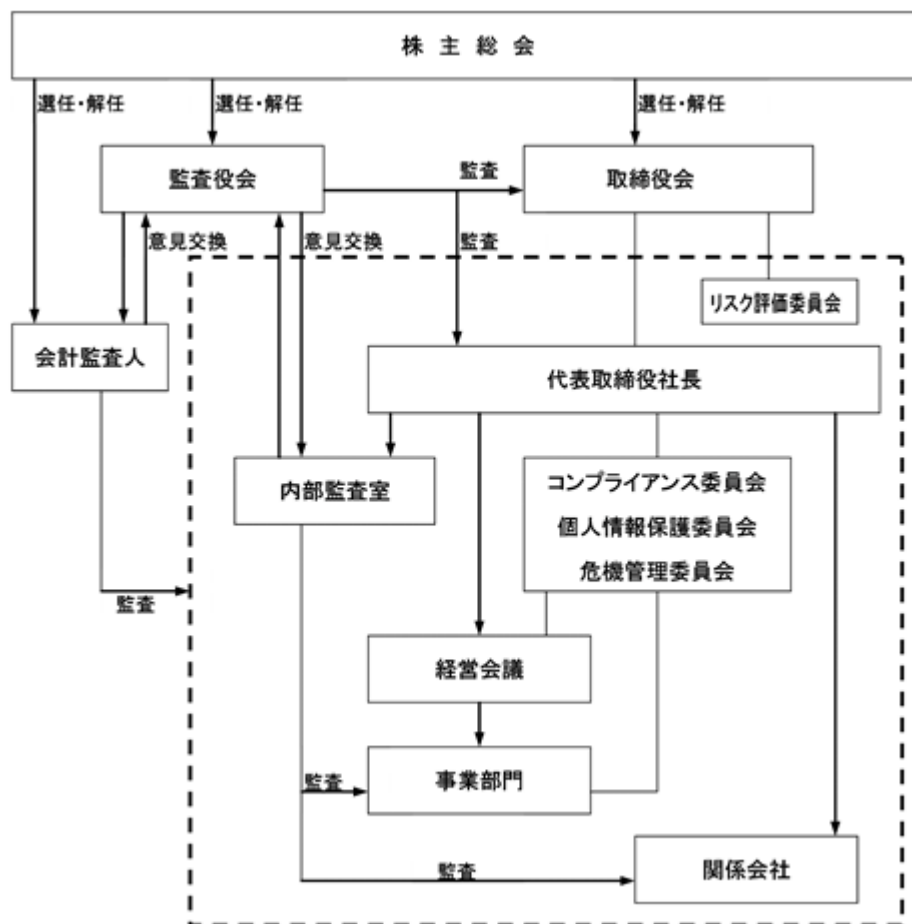 株主総会
選任・解任
選任・解任
選任・解任
監査役会
監査
取締役会
意見交換
意見交換
監査
リスク評価委員会
会計監査人
代表取締役社長
内部監査室
コンプライアンス委員会
個人情報保護委員会
危機管理委員会
監査
経営会議
監査
事業部門
監査
関係会社